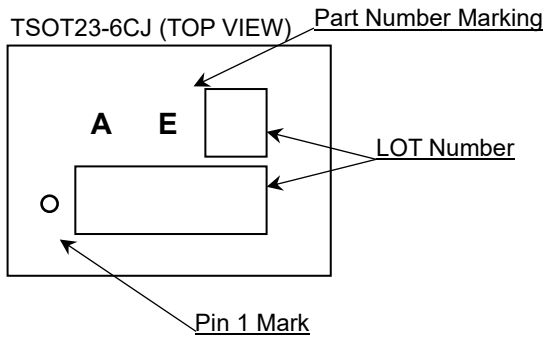 Part Number Marking
TSOT23-6CJ (TOP VIEW)
A E
LOT Number
Pin 1 Mark